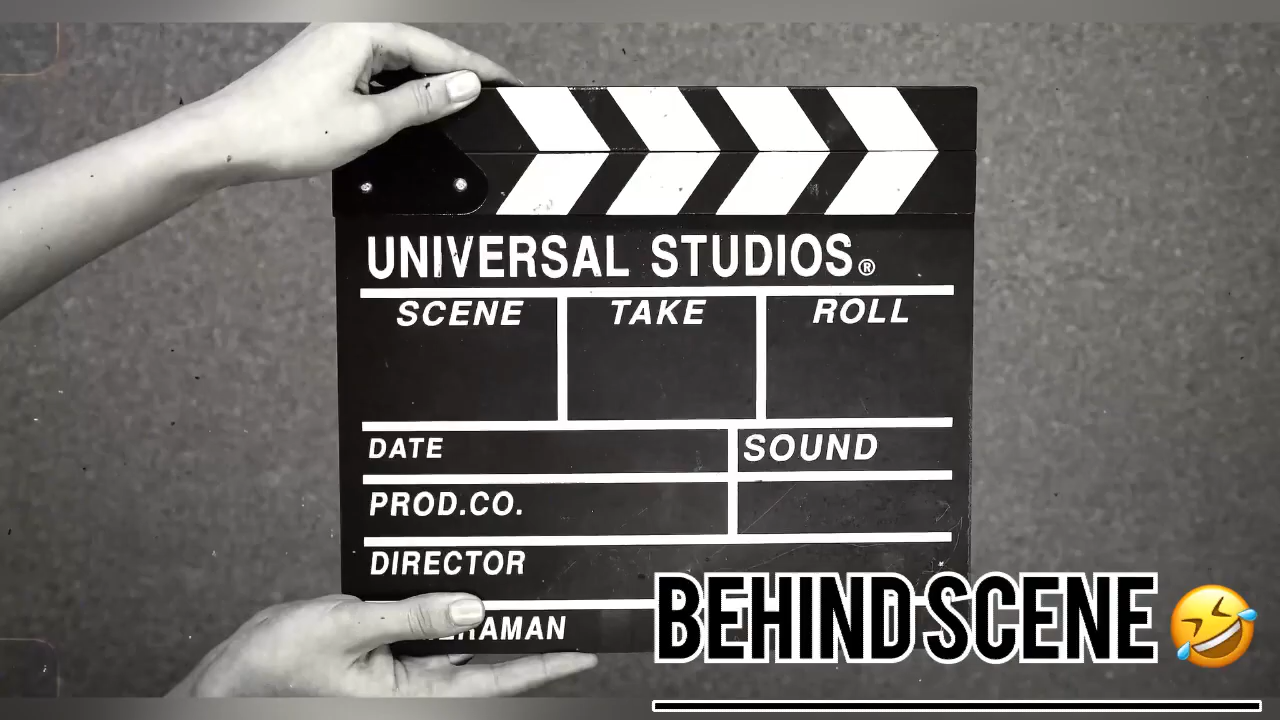 UNIVERSAL STUDIOS®
SCENE TAKE ROLL
DATE SOUND
PROD.CO.
DIRECTOR
BEHIND SCENE 🤣